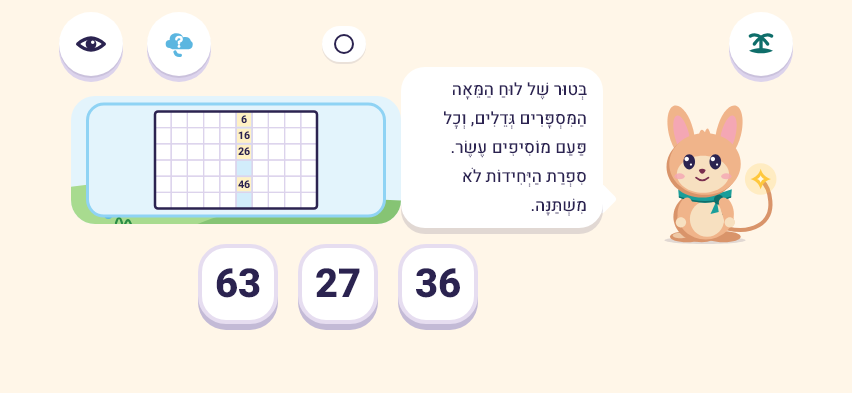 ?
בְּטוּר שֶׁל לוּחַ הַמֵּאָה
הַמִּסְפָּרִים גְּדֵלִים, וְכָל
פַּעַם מוֹסִיפִים עֶשֶׂר.
סִפְרַת הַיְּחִידוֹת לֹא
מִשְׁתַּנָּה.
6
16
26
46
63 27 36